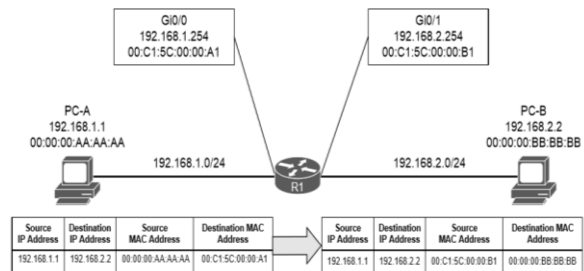 Gi0/0
192.168.1.254
00:C1:5C:00:00:A1
Gi0/1
192.168.2.254
00:C1:5C:00:00:B1
PC-A
192.168.1.1
00:00:00:AA:AA:AA
PC-B
192.168.2.2
00:00:00:BB:BB:BB
192.168.1.0/24
192.168.2.0/24
R1
Source IP Address Destination IP Address Source MAC Address Destination MAC Address
192.168.1.1 192.168.2.2 00:00:00:AA:AA:AA 00:C1:5C:00:00:A1
Source IP Address Destination IP Address Source MAC Address Destination MAC Address
192.168.1.1 192.168.2.2 00:C1:5C:00:00:B1 00:00:00:BB:BB:BB